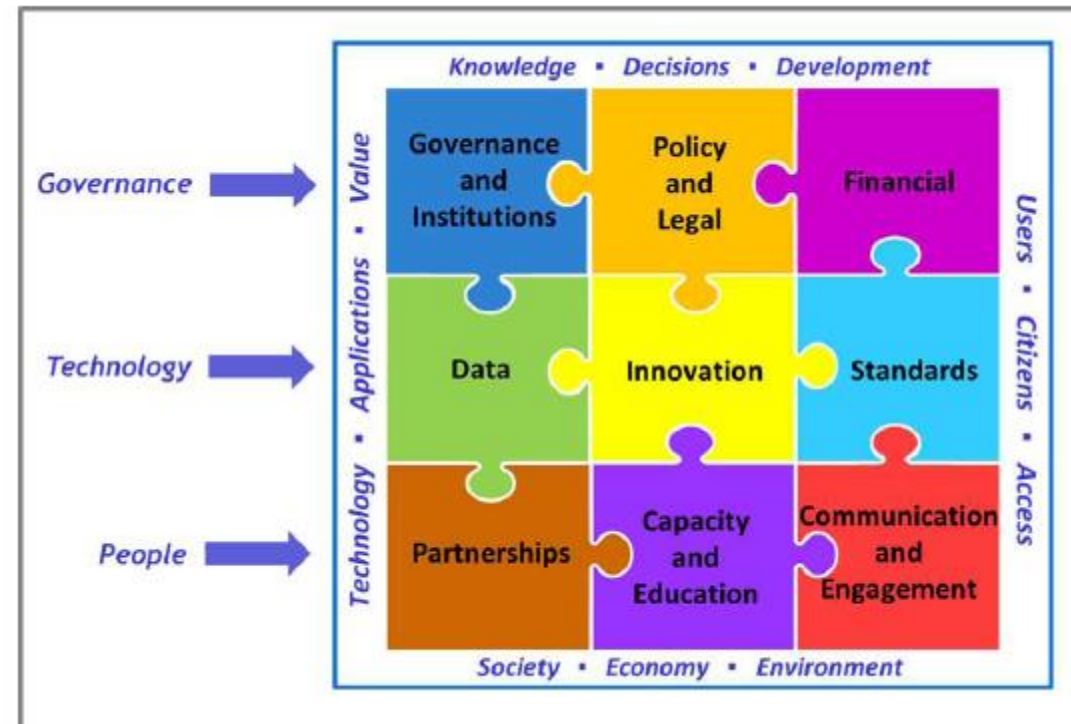 Knowledge ▪ Decisions ▪ Development
Governance
Technology
People
Technology ▪ Applications ▪ Value
Governance
and
Institutions
Policy
and
Legal
Financial
Data
Innovation
Standards
Partnerships
Capacity
and
Education
Communication
and
Engagement
Users ▪ Citizens ▪ Access
Society ▪ Economy ▪ Environment